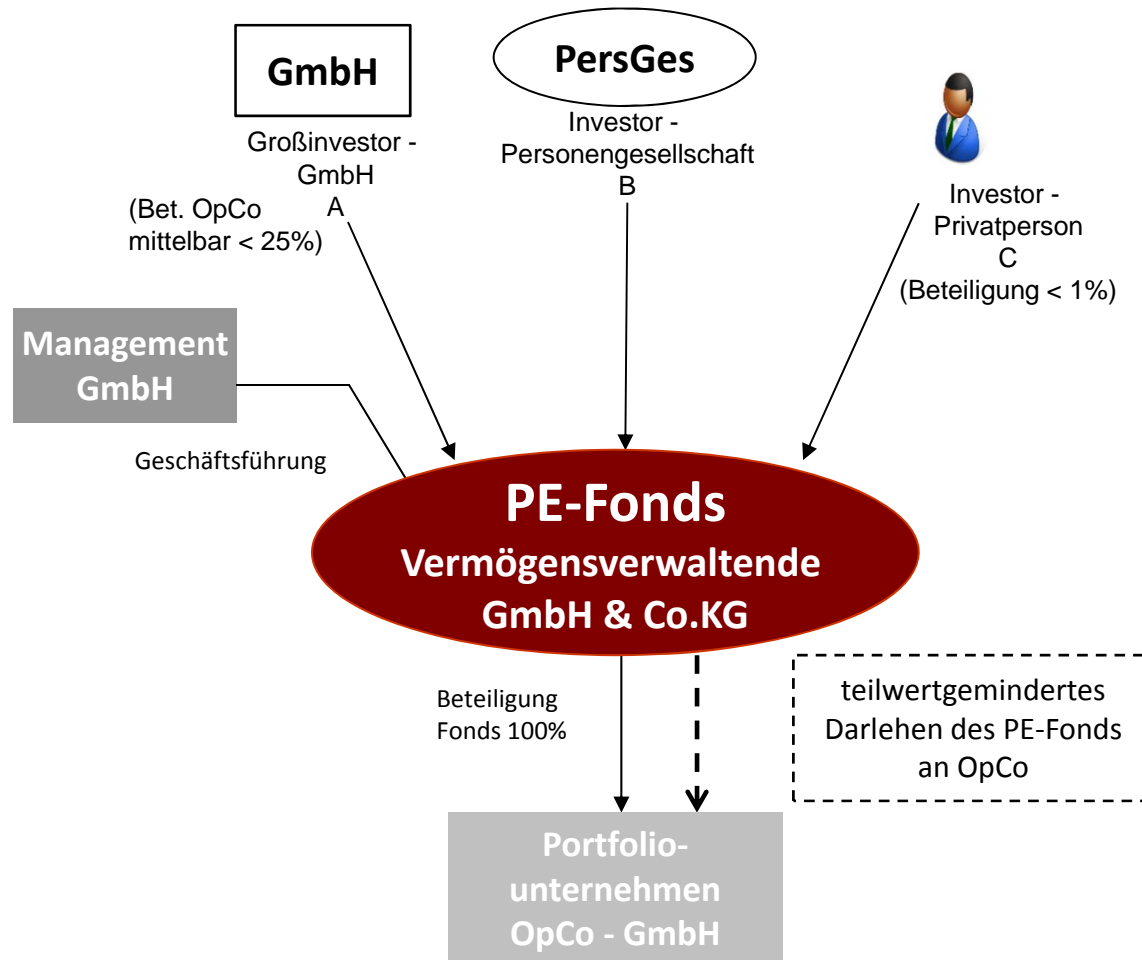 GmbH
Großinvestor -
GmbH
A
(Bet. OpCo
mittelbar < 25%)
PersGes
Investor -
Personengesellschaft
B
Investor -
Privatperson
C
(Beteiligung < 1%)
Management
GmbH
Geschäftsführung
PE-Fonds
Vermögensverwaltende
GmbH & Co.KG
Beteiligung
Fonds 100%
teilwertgemindertes
Darlehen des PE-Fonds
an OpCo
Portfolio-
unternehmen
OpCo - GmbH